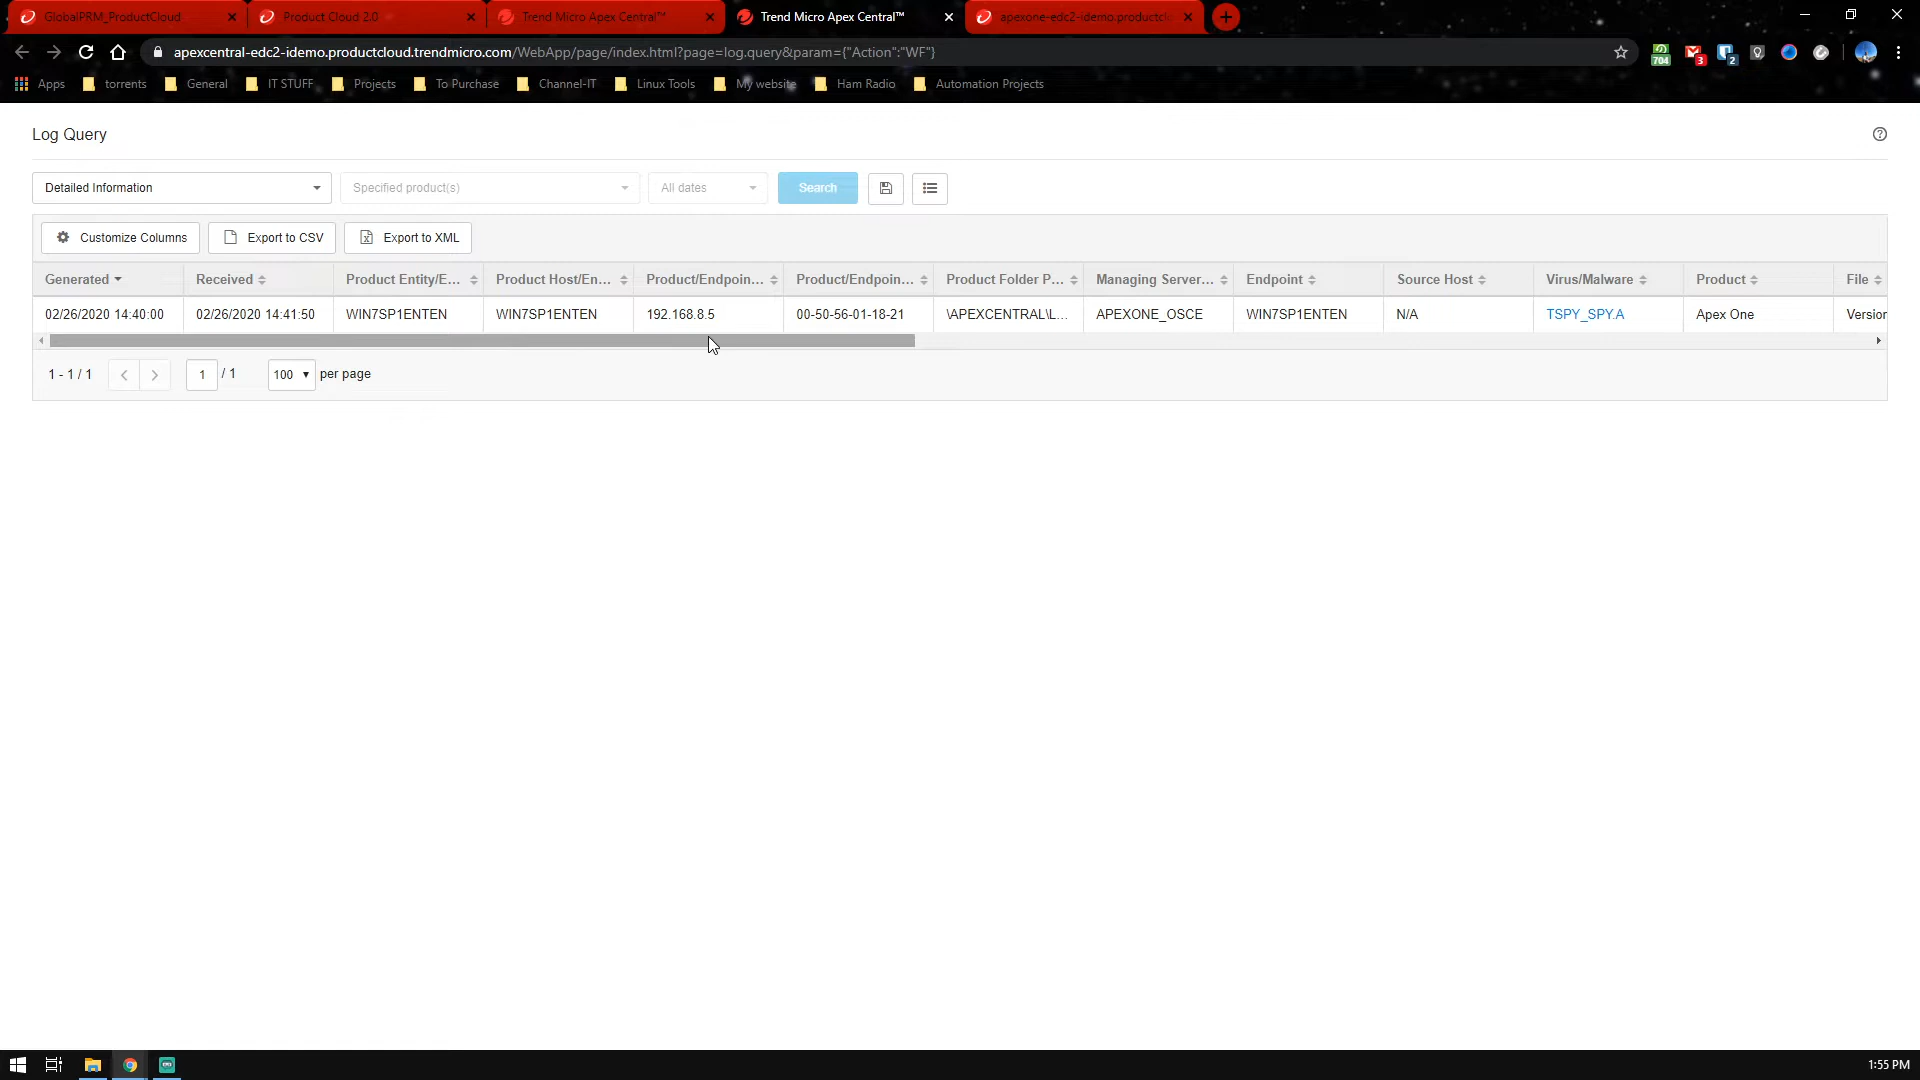 GlobalPRM_ProductCloud
Product Cloud 2.0
Trend Micro Apex Central™
Trend Micro Apex Central™
apexone-edc2-idemo.productclo
apexcentral-edc2-idemo.productcloud.trendmicro.com/WebApp/page/index.html?page=log.query&param={"Action":"WF"}
704
3
2
Apps
torrents
General
IT STUFF
Projects
To Purchase
Channel-IT
Linux Tools
My website
Ham Radio
Automation Projects
Log Query
Detailed Information
Specified product(s)
All dates
Search
Customize Columns
Export to CSV
Export to XML
Generated Received Product Entity/E... Product Host/En... Product/Endpoin... Product/Endpoin... Product Folder P... Managing Server... Endpoint Source Host Virus/Malware Product File
02/26/2020 14:40:00 02/26/2020 14:41:50 WIN7SP1ENTEN WIN7SP1ENTEN 192.168.8.5 00-50-56-01-18-21 \APEXCENTRAL\L... APEXONE_OSCE WIN7SP1ENTEN N/A TSPY_SPY.A Apex One Version
1 - 1 / 1
1 / 1
100 per page
1:55 PM